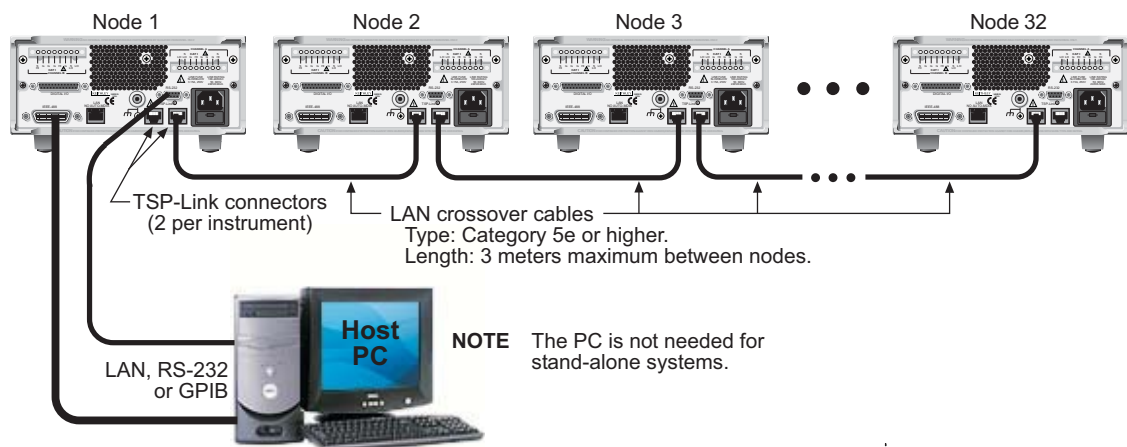 Node 1
Node 2
Node 3
Node 32
TSP-Link connectors
(2 per instrument)
LAN crossover cables
Type: Category 5e or higher.
Length: 3 meters maximum between nodes.
Host
PC
NOTE The PC is not needed for
stand-alone systems.
LAN, RS-232
or GPIB